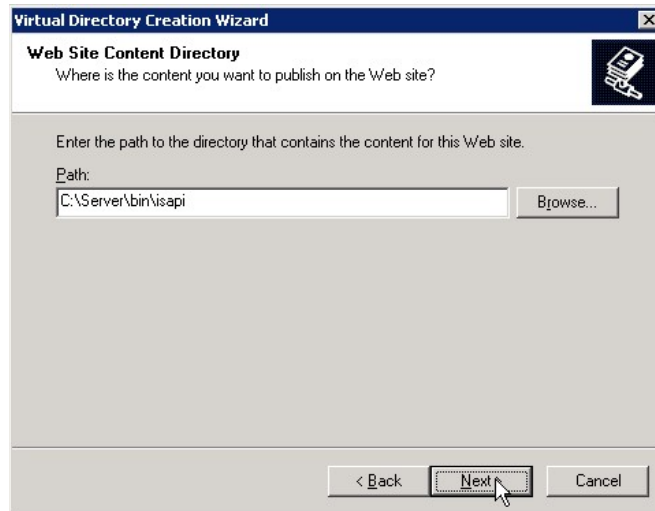 Virtual Directory Creation Wizard
Web Site Content Directory
Where is the content you want to publish on the Web site?
Enter the path to the directory that contains the content for this Web site.
Path:
C:\Server\bin\isapi
Browse...
< Back
Next >
Cancel